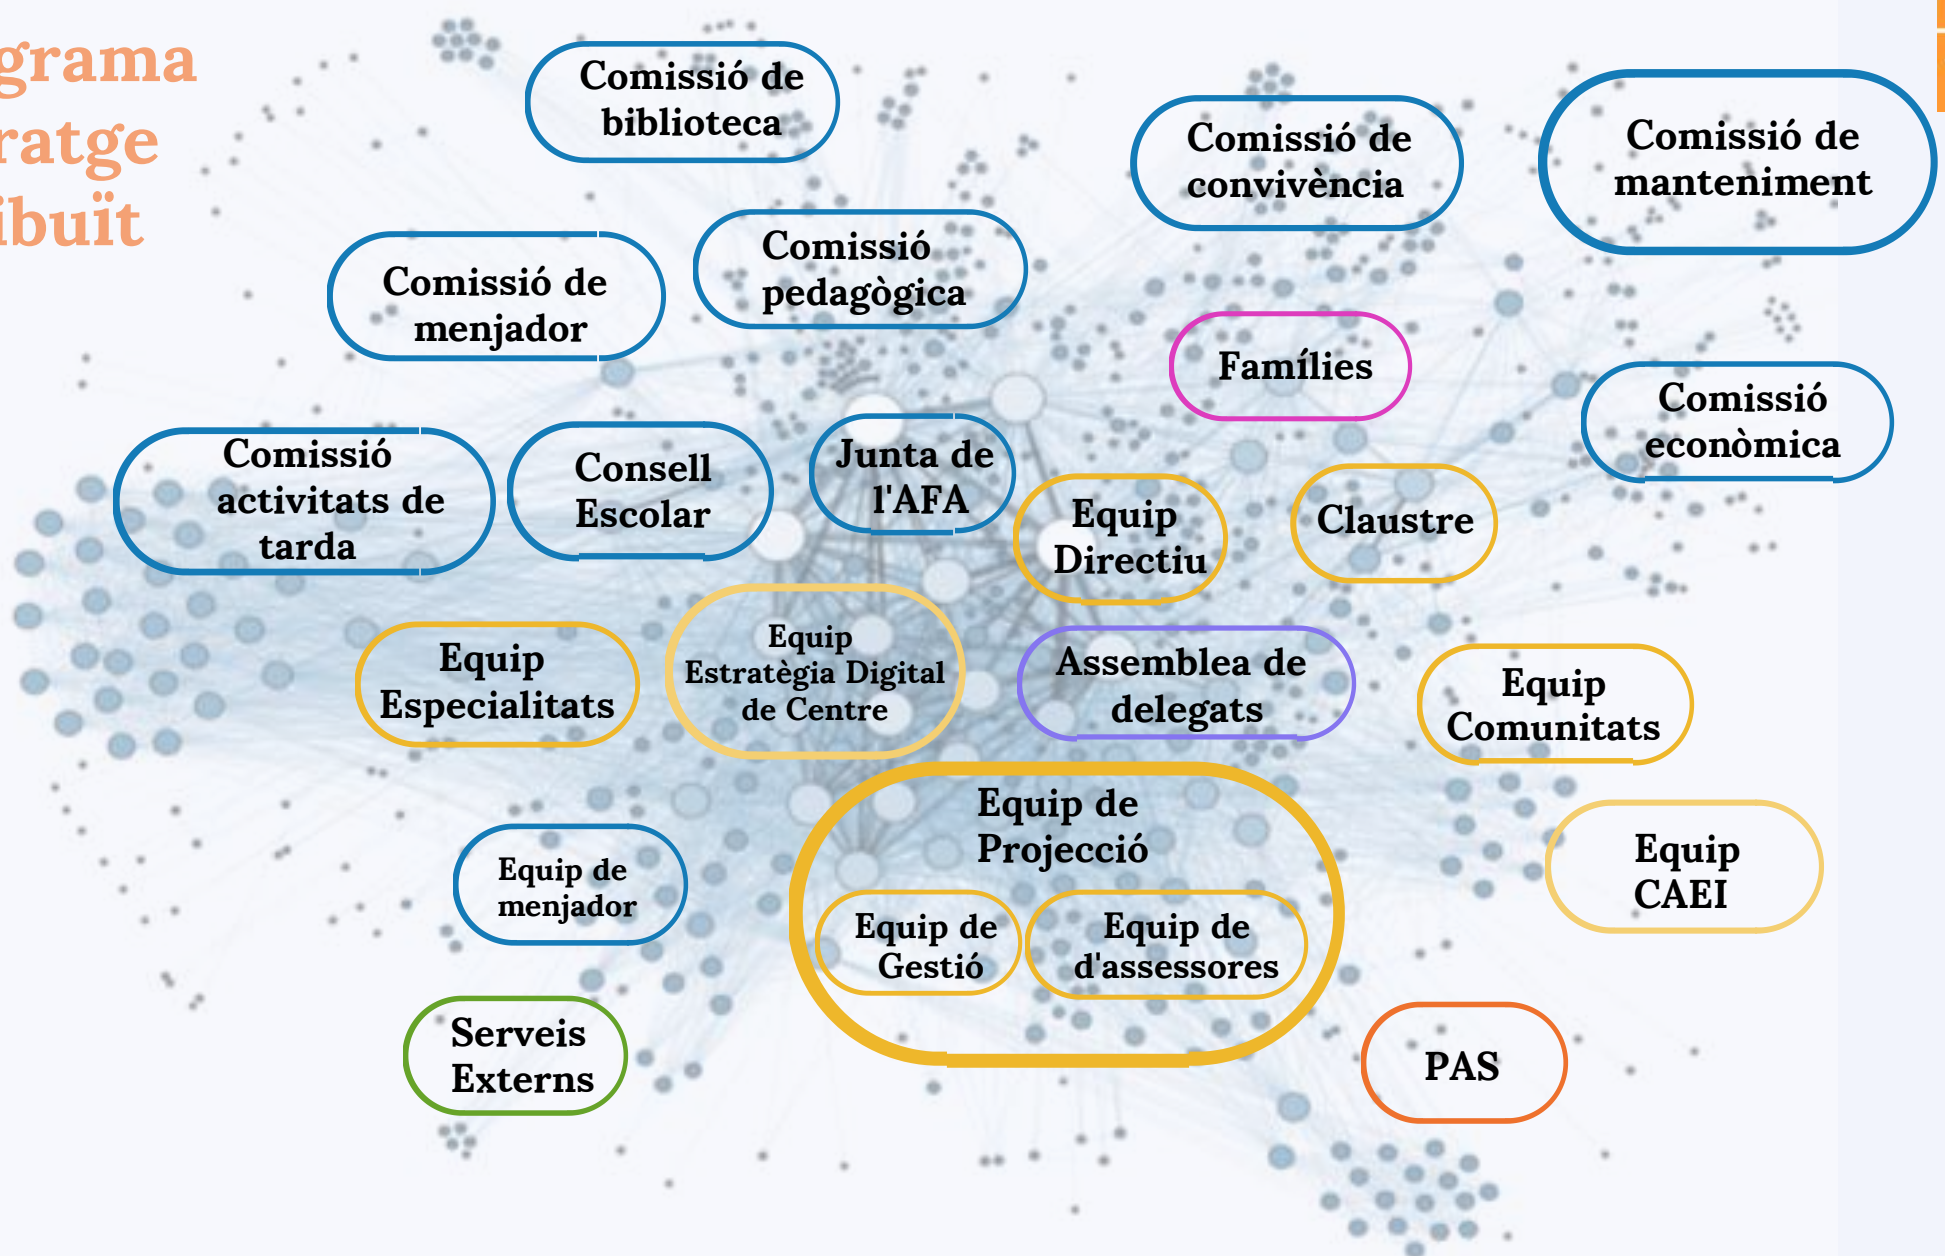 grama
ratge
ibuït
Comissió de
biblioteca
Comissió de
convivència
Comissió de
manteniment
Comissió de
menjador
Comissió
pedagògica
Famílies
Comissió
econòmica
Comissió
activitats de
tarda
Consell
Escolar
Junta de
l'AFA
Equip
Directiu
Claustre
Equip
Especialitats
Equip
Estratègia Digital
de Centre
Assemblea de
delegats
Equip
Comunitats
Equip de
Projecció
Equip de
Gestió
Equip de
d'assessores
Equip de
menjador
Equip
CAEI
Serveis
Externs
PAS